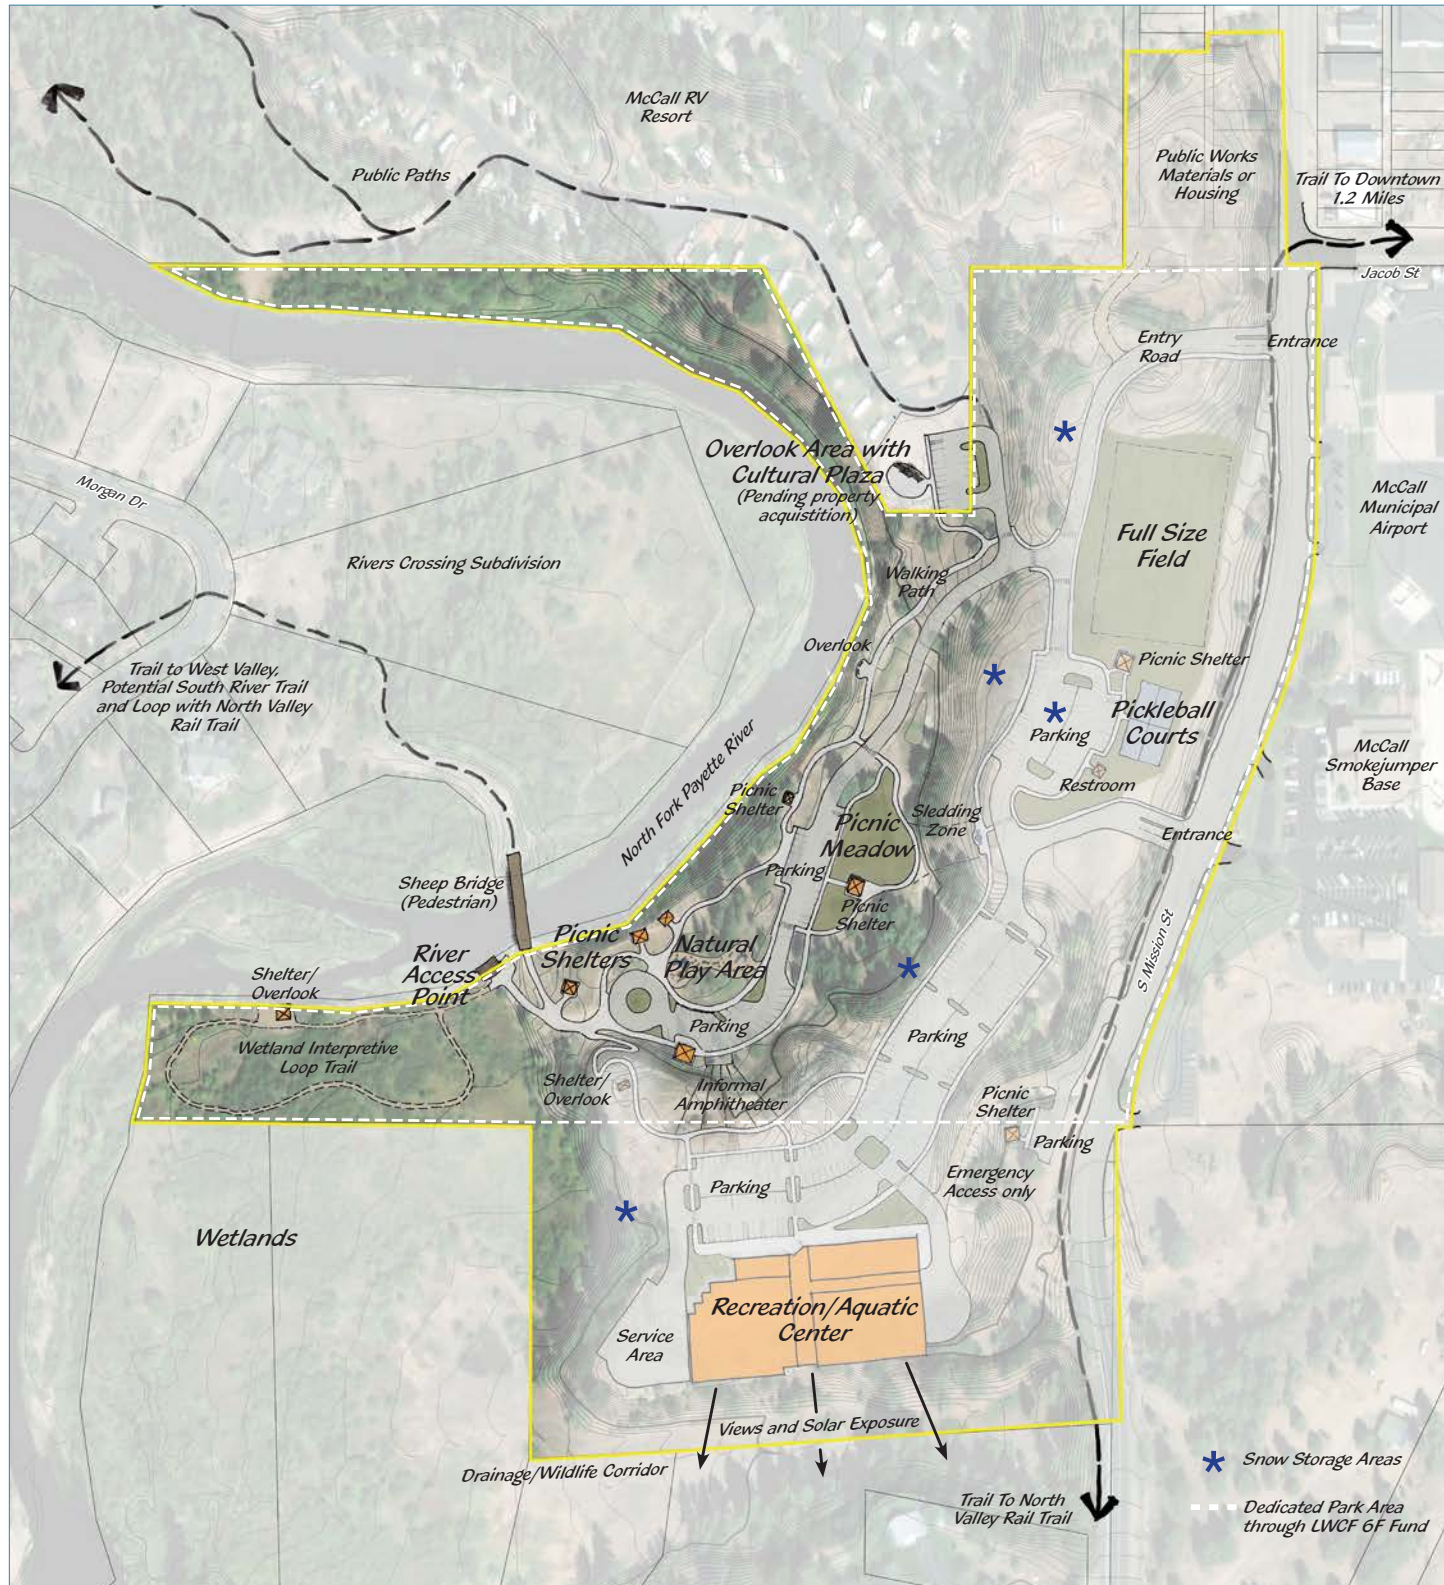 McCall RV
Resort
Public Paths
Public Works
Materials or
Housing
Trail To Downtown
1.2 Miles
Jacob St
Entry
Road
Entrance
Overlook Area with
Cultural Plaza
(Pending property
acquistition)
Morgan Dr
McCall
Municipal
Airport
Full Size
Field
Rivers Crossing Subdivision
Walking
Path
Overlook
Picnic Shelter
Trail to West Valley,
Potential South River Trail
and Loop with North Valley
Rail Trail
Pickleball
Courts
Parking
McCall
Smokejumper
Base
North Fork Payette River
Restroom
Picnic
Shelter
Sledding
Zone
Picnic
Meadow
Entrance
Parking
Sheep Bridge
(Pedestrian)
Picnic
Shelter
Picnic
Shelters
Natural
Play Area
River
Access
Point
S Mission St
Shelter/
Overlook
Parking
Parking
Wetland Interpretive
Loop Trail
Shelter/
Overlook
Informal
Amphitheater
Picnic
Shelter
Parking
Emergency
Access only
Parking
Wetlands
Recreation/Aquatic
Center
Service
Area
Views and Solar Exposure
Drainage/Wildlife Corridor
Snow Storage Areas
Trail To North
Valley Rail Trail
Dedicated Park Area
through LWCF 6F Fund